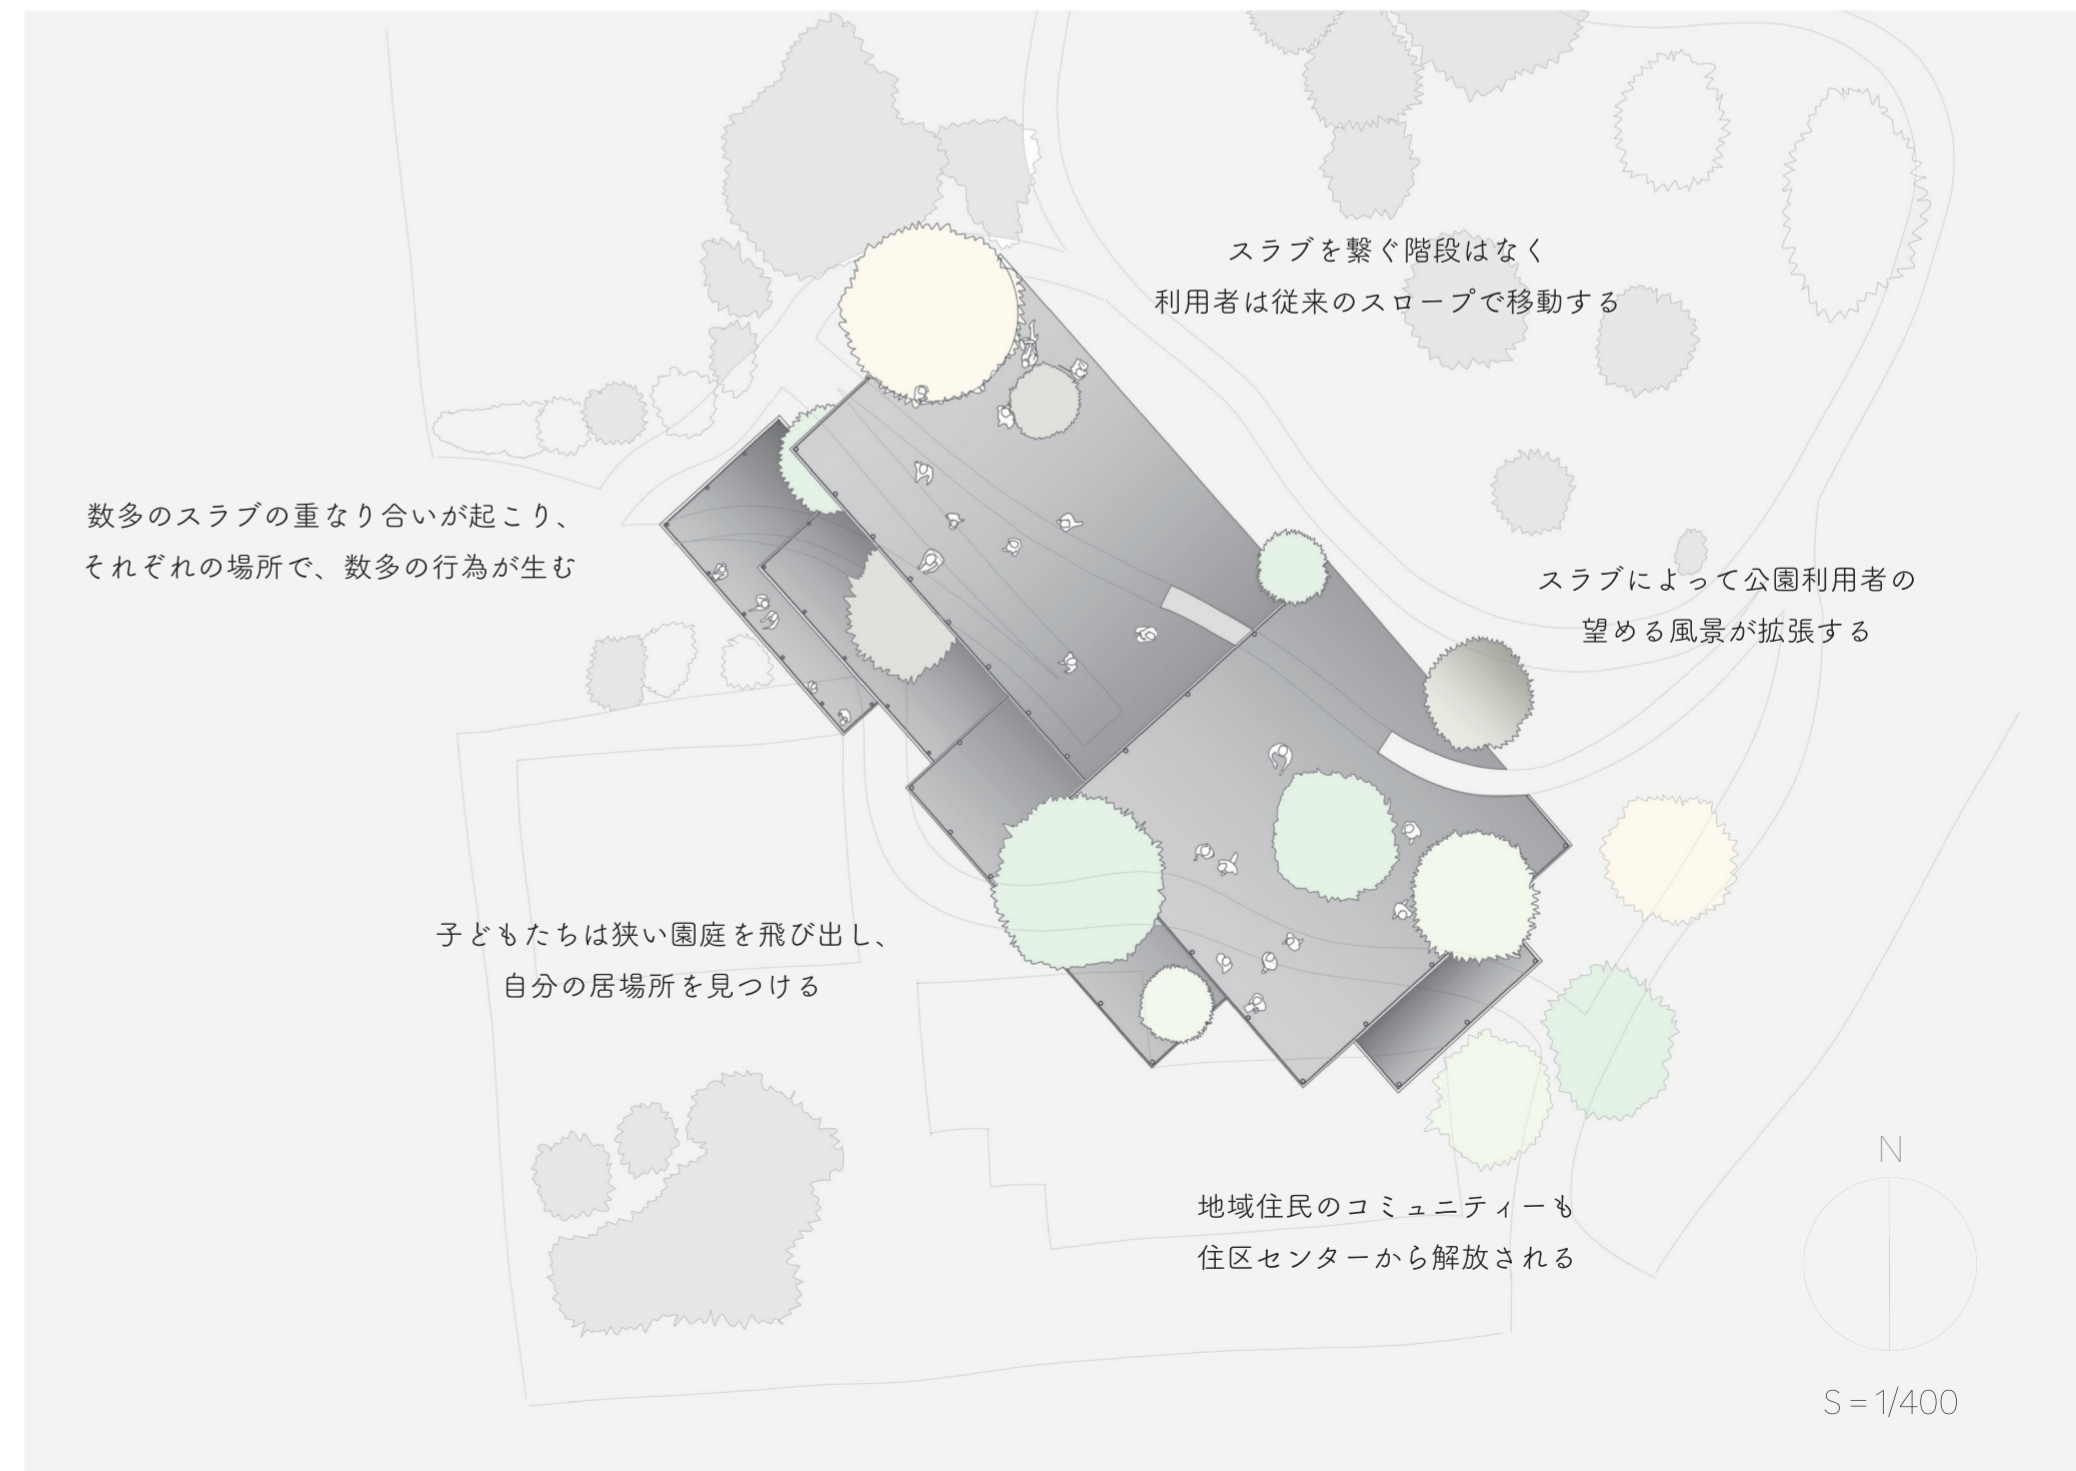 スラブを繋ぐ階段はなく
利用者は従来のスロープで移動する
数多のスラブの重なり合いが起こり、
それぞれの場所で、数多の行為が生む
スラブによって公園利用者の
望める風景が拡張する
子どもたちは狭い園庭を飛び出し、
自分の居場所を見つける
地域住民のコミュニティーも
住区センターから解放される
N
S = 1/400